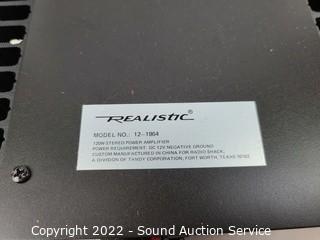 REALISTIC®
MODEL NO.: 12-1964
120W STEREO POWER AMPLIFIER
POWER REQUIREMENT: DC 12V NEGATIVE GROUND
CUSTOM MANUFACTURED IN CHINA FOR RADIO SHACK,
A DIVISION OF TANDY CORPORATION, FORT WORTH, TEXAS 76102
Copyright 2022 - Sound Auction Service